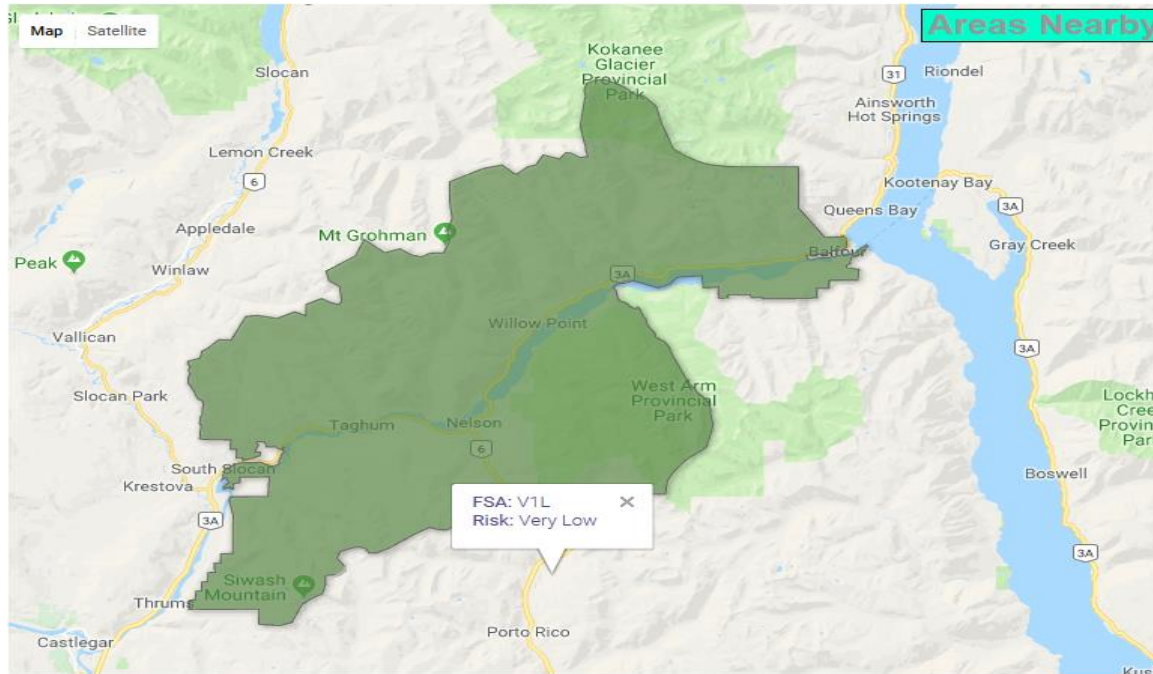 Areas Nearby
Map
Satellite
Slocan
Kokanee
Glacier
Provincial
Park
31
Riondel
Ainsworth
Hot Springs
Lemon Creek
6
Kootenay Bay
3A
Queens Bay
Appledale
Mt Grohman
Gray Creek
Balfour
Peak
Winlaw
3A
Willow Point
Vallican
3A
West Arm
Provincial
Park
Slocan Park
Lockh
Cree
Provinc
Par
Taghum
Nelson
6
South Slocan
Krestova
Boswell
FSA: V1L
Risk: Very Low
3A
3A
Siwash
Mountain
Thrums
Porto Rico
Castlegar
Kus